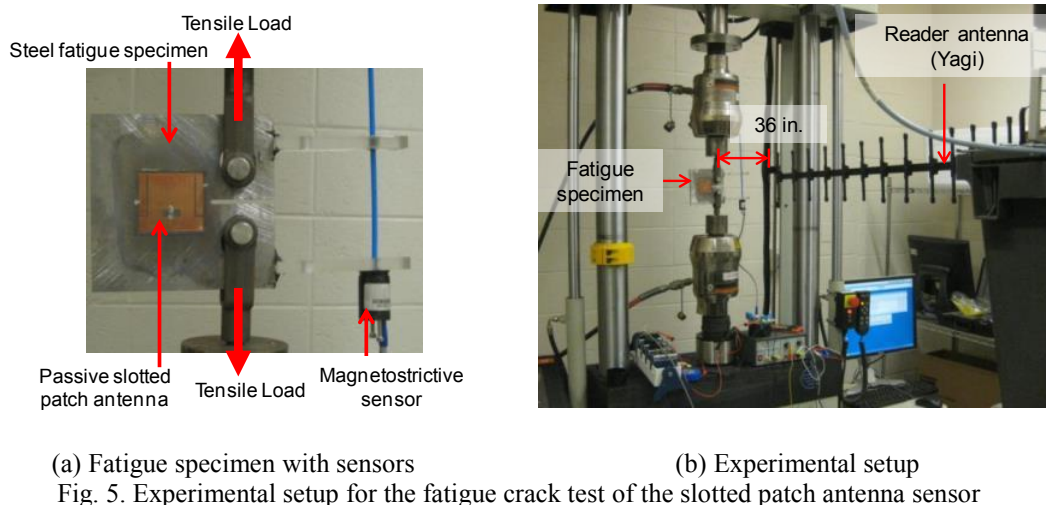 Tensile Load
Steel fatigue specimen
Passive slotted
patch antenna
Tensile Load
Magnetostrictive
sensor
Reader antenna
(Yagi)
36 in.
Fatigue
specimen
(a) Fatigue specimen with sensors
(b) Experimental setup
Fig. 5. Experimental setup for the fatigue crack test of the slotted patch antenna sensor